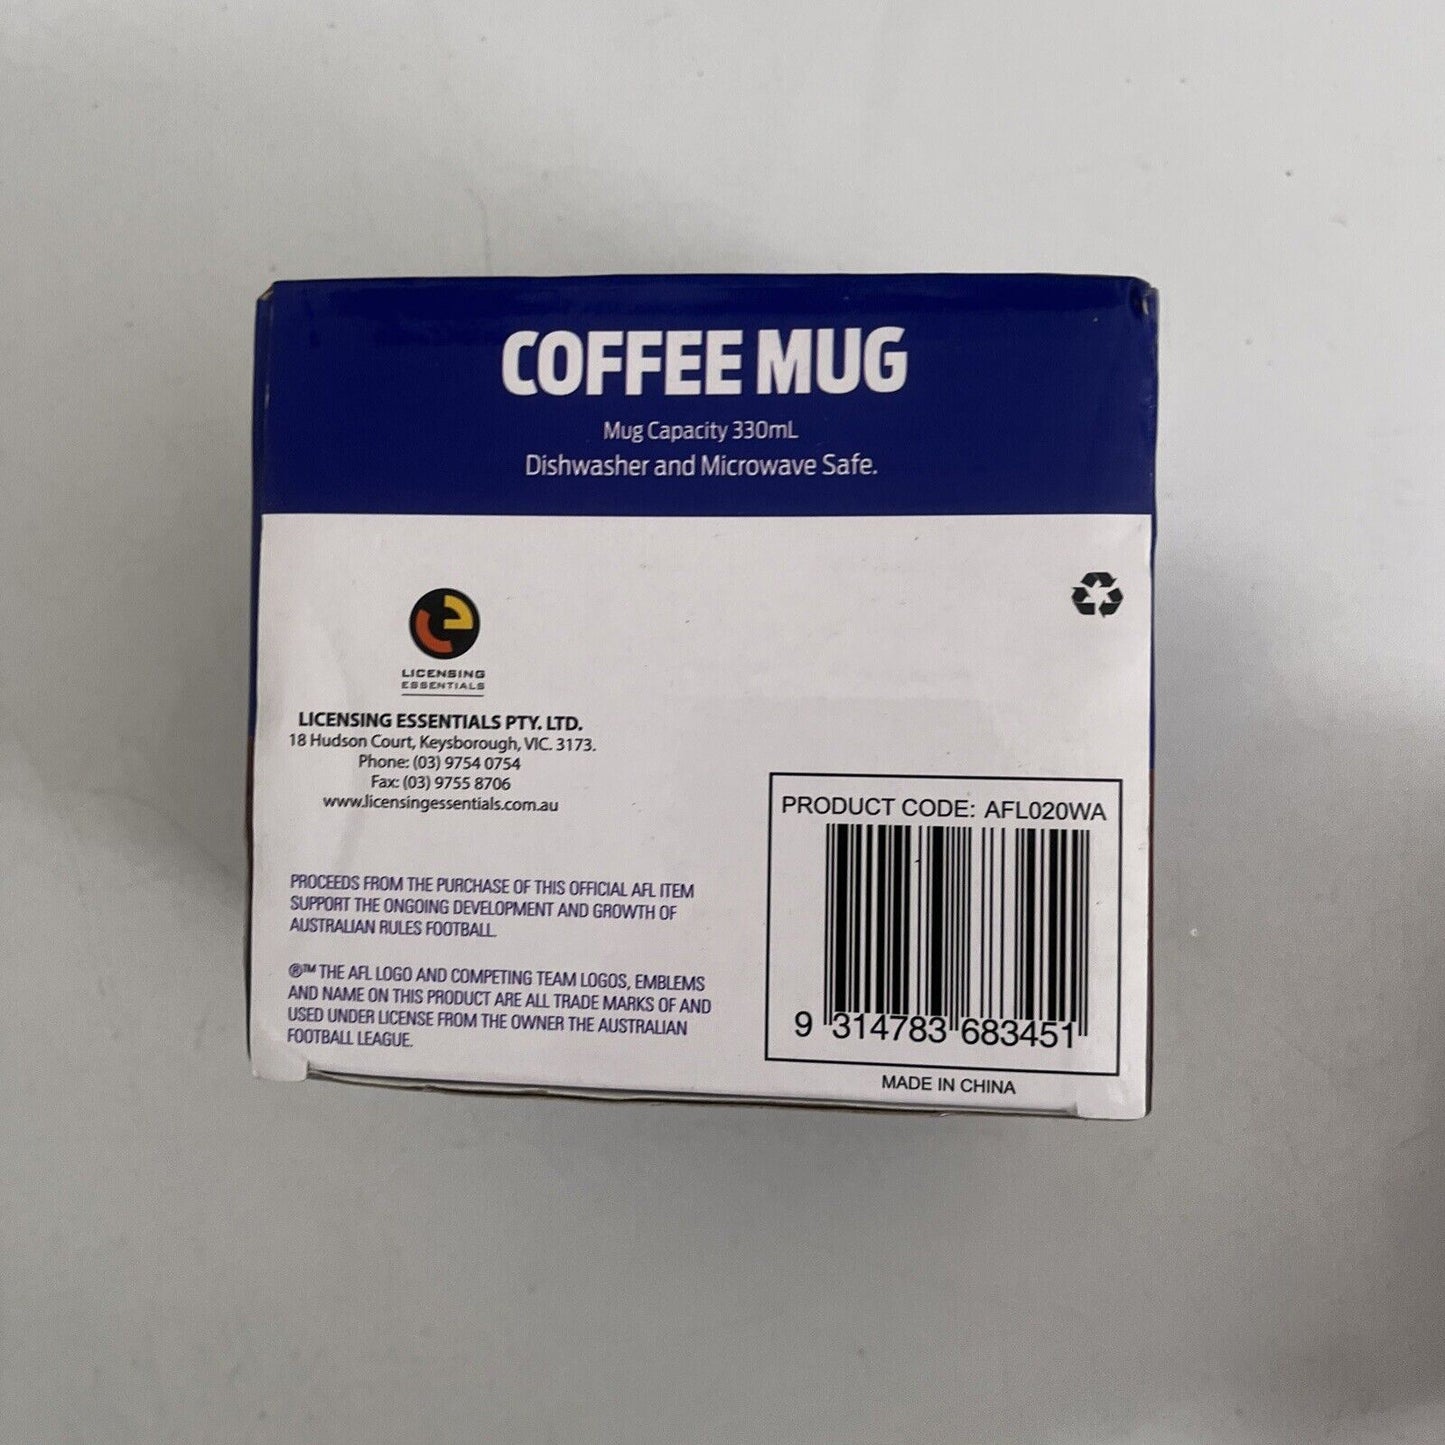 COFFEE MUG
Mug Capacity 330mL
Dishwasher and Microwave Safe.
LICENSING
ESSENTIALS
LICENSING ESSENTIALS PTY. LTD.
18 Hudson Court, Keysborough, VIC. 3173.
Phone: (03) 9754 0754
Fax: (03) 9755 8706
www.licensingessentials.com.au
PROCEEDS FROM THE PURCHASE OF THIS OFFICIAL AFL ITEM
SUPPORT THE ONGOING DEVELOPMENT AND GROWTH OF
AUSTRALIAN RULES FOOTBALL.
®™ THE AFL LOGO AND COMPETING TEAM LOGOS, EMBLEMS
AND NAME ON THIS PRODUCT ARE ALL TRADE MARKS OF AND
USED UNDER LICENSE FROM THE OWNER THE AUSTRALIAN
FOOTBALL LEAGUE.
PRODUCT CODE: AFL020WA
9 314783 683451
MADE IN CHINA